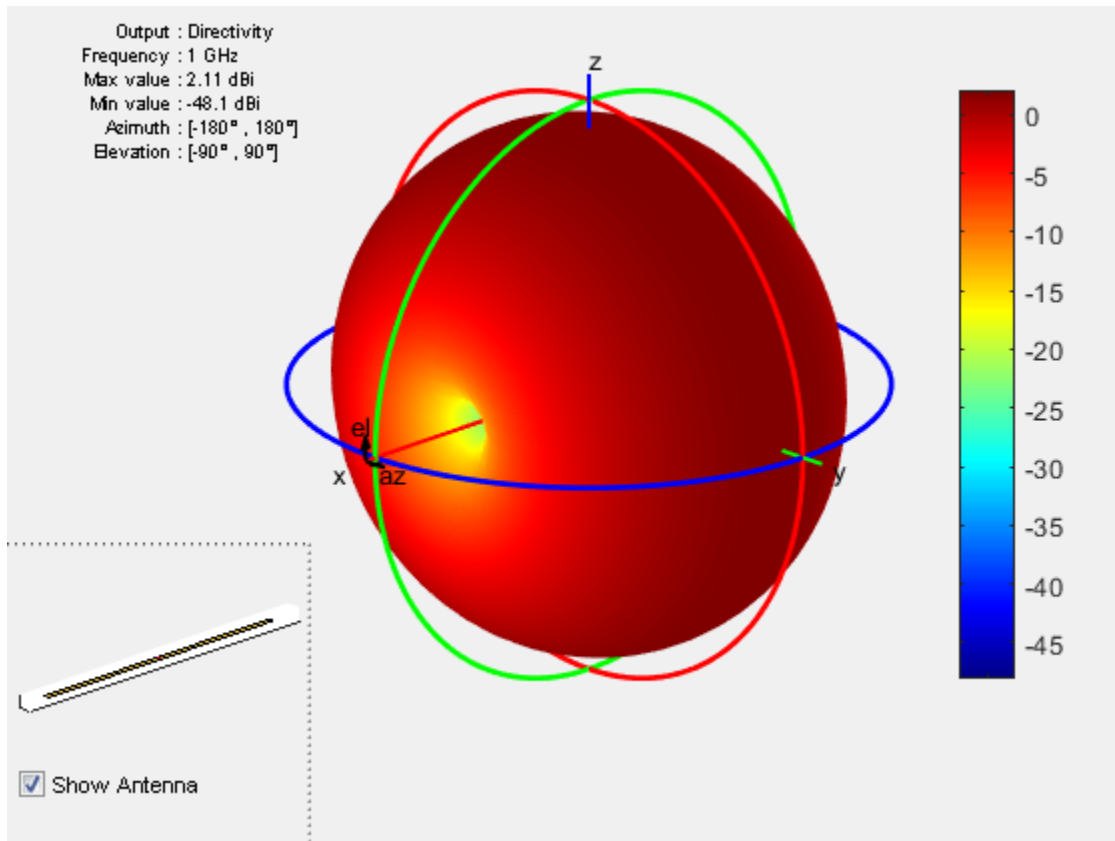 Output : Directivity
Frequency : 1 GHz
Max value : 2.11 dBi
Min value : -48.1 dBi
Azimuth : [-180° , 180°]
Elevation : [-90° , 90°]
z
0
-5
-10
-15
-20
-25
-30
-35
-40
-45
el
x az
y
Show Antenna